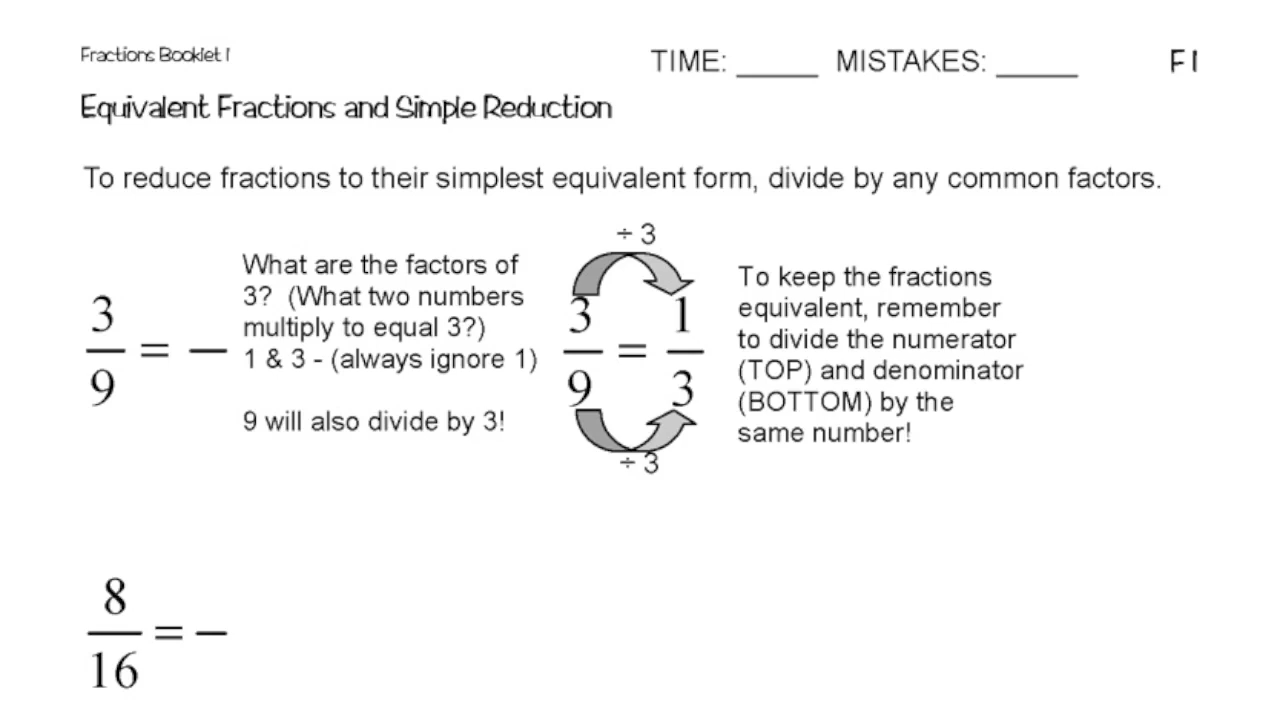 Fractions Booklet 1
TIME: _____ MISTAKES: _____ F1
Equivalent Fractions and Simple Reduction
To reduce fractions to their simplest equivalent form, divide by any common factors.
3/9 = –
What are the factors of
3? (What two numbers
multiply to equal 3?)
1 & 3 - (always ignore 1)
9 will also divide by 3!
÷ 3
3/9 = 1/3
÷ 3
To keep the fractions
equivalent, remember
to divide the numerator
(TOP) and denominator
(BOTTOM) by the
same number!
8/16 = –